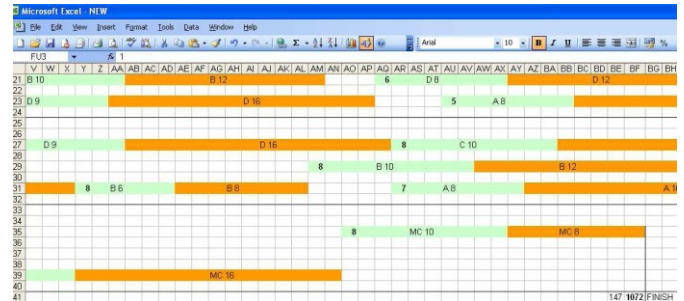 Microsoft Excel - NEW
File Edit View Insert Format Tools Data Window Help
Arial 10 B I U %
FU3 fx 1
V W X Y Z AA AB AC AD AE AF AG AH AI AJ AK AL AM AN AO AP AQ AR AS AT AU AV AW AX AY AZ BA BB BC BD BE BF BG BH
21 B 10 B 12 6 D 8 D 12
22
23 D 9 D 16 5 A 8
24
25
26
27 D 9 D 16 8 C 10
28
29 8 B 10 B 12
30
31 8 B 6 B 8 7 A 8 A 1
32
33
34
35 8 MC 10 MC 8
38
39 MC 16
40
41 147 1072 FINISH